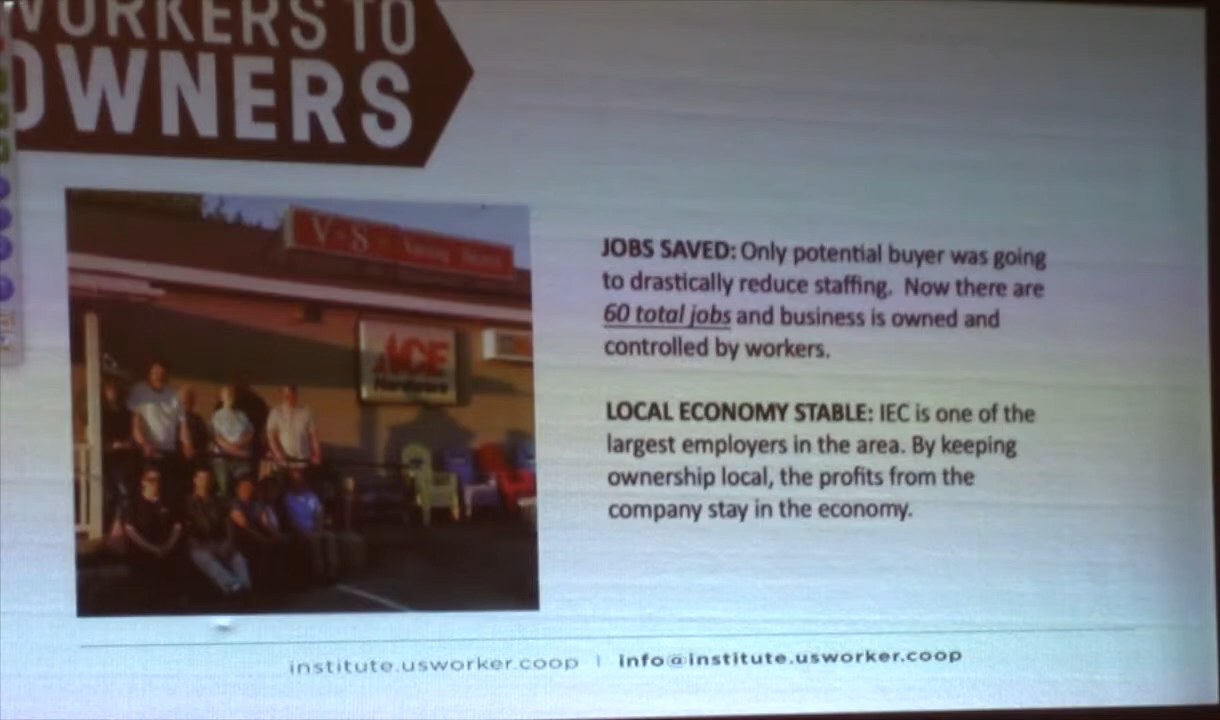 WORKERS TO
OWNERS
V
S
Variety Store
ACE
Hardware
JOBS SAVED: Only potential buyer was going
to drastically reduce staffing. Now there are
60 total jobs and business is owned and
controlled by workers.
LOCAL ECONOMY STABLE: IEC is one of the
largest employers in the area. By keeping
ownership local, the profits from the
company stay in the economy.
institute.usworker.coop | info@institute.usworker.coop